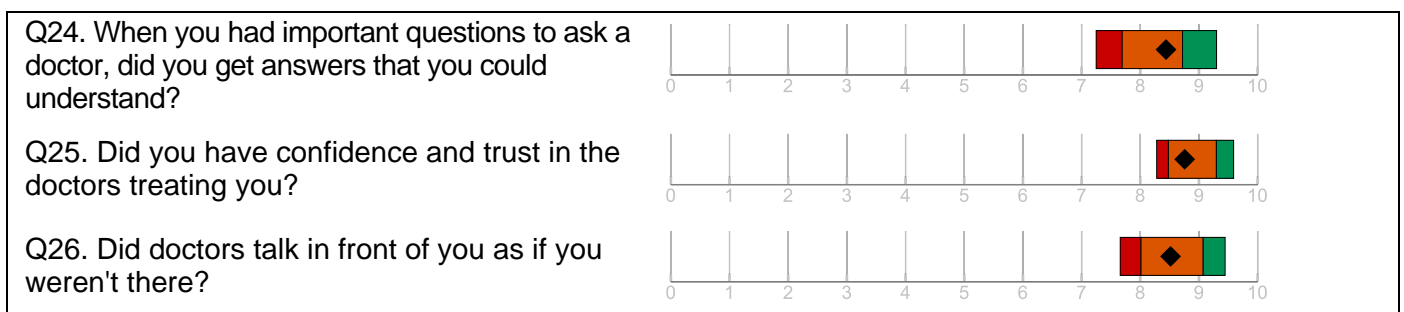 Q24. When you had important questions to ask a
doctor, did you get answers that you could
understand?
0 1 2 3 4 5 6 7 8 9 10
Q25. Did you have confidence and trust in the
doctors treating you?
0 1 2 3 4 5 6 7 8 9 10
Q26. Did doctors talk in front of you as if you
weren't there?
0 1 2 3 4 5 6 7 8 9 10